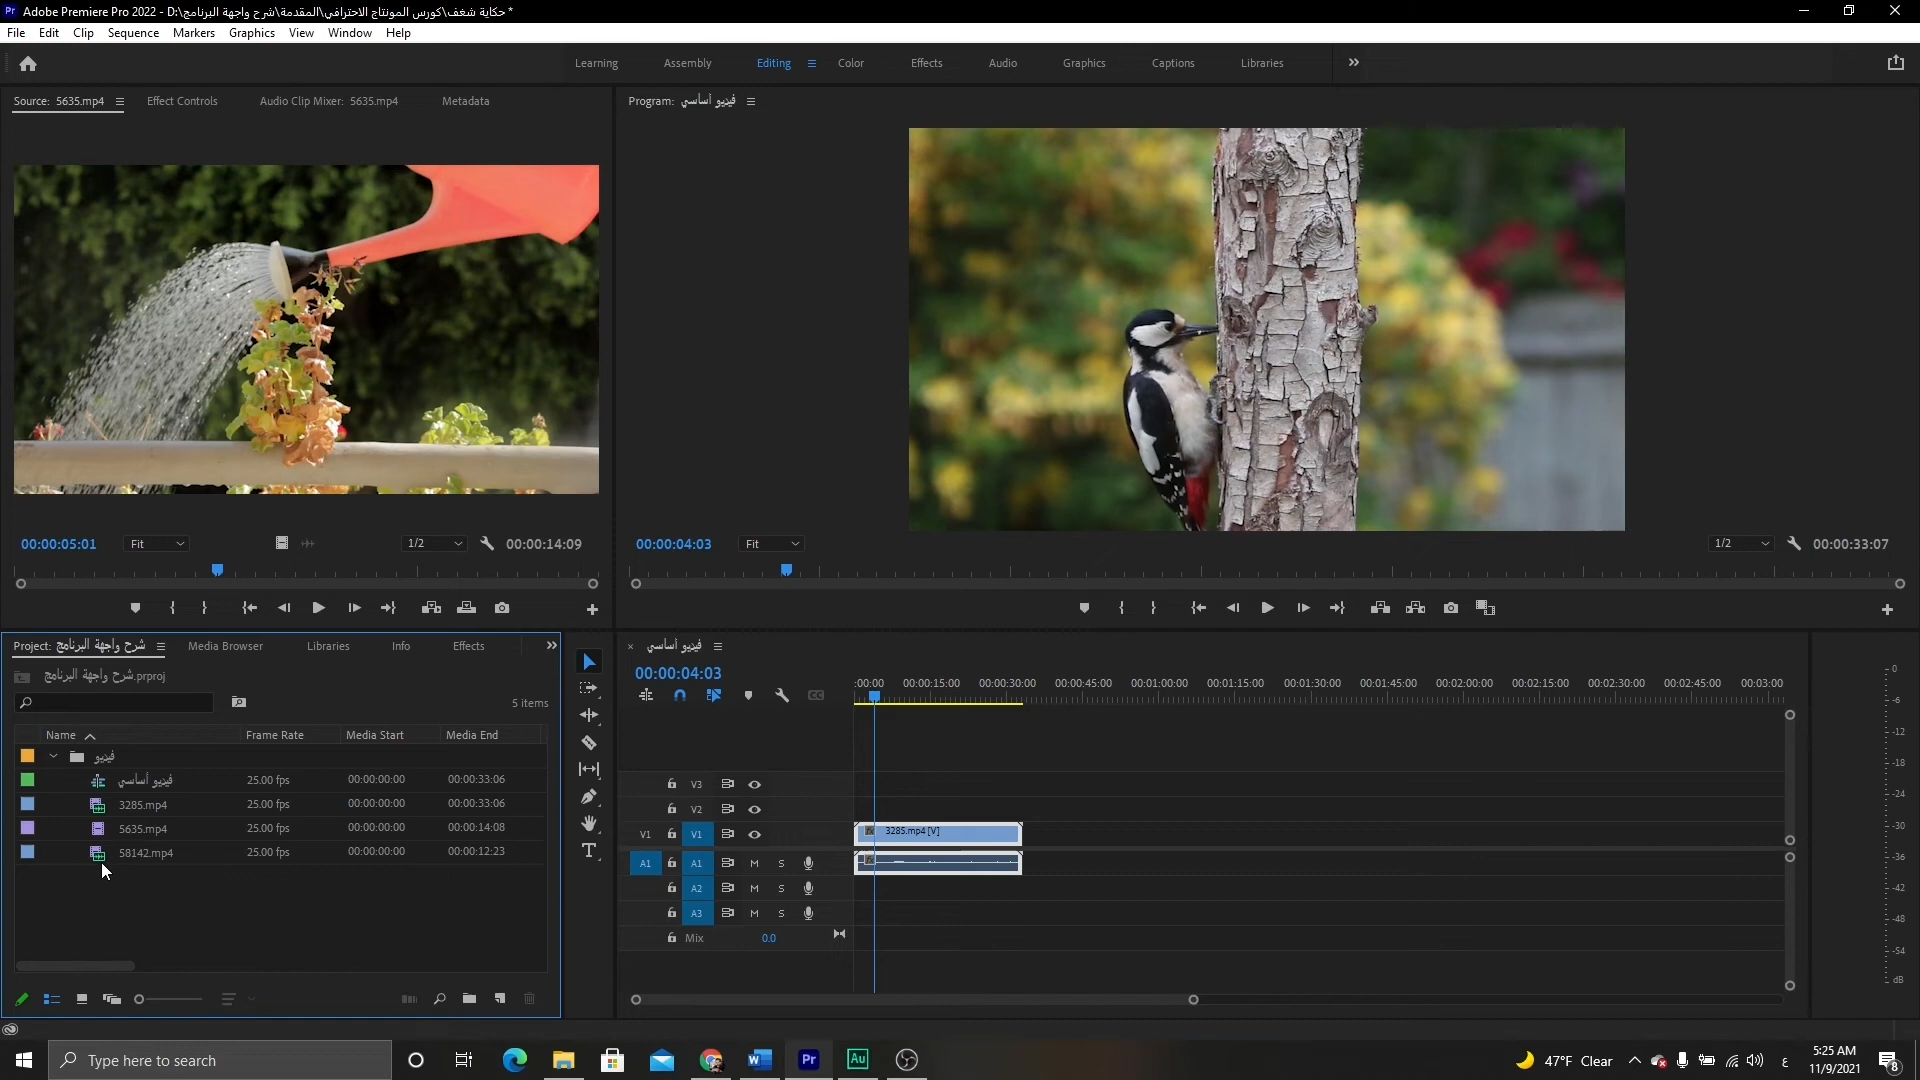 Pr Adobe Premiere Pro 2022 - D:\حكاية شغف\كورس المونتاج الاحترافي\المقدمة\شرح واجهة البرنامج *
File Edit Clip Sequence Markers Graphics View Window Help
Learning Assembly Editing Color Effects Audio Graphics Captions Libraries
Source: 5635.mp4 Effect Controls Audio Clip Mixer: 5635.mp4 Metadata
Program: فيديو أساسي
00:00:05:01 Fit 1/2 00:00:14:09
00:00:04:03 Fit 1/2 00:00:33:07
Project: شرح واجهة البرنامج Media Browser Libraries Info Effects
شرح واجهة البرنامج.prproj
5 items
Name Frame Rate Media Start Media End
فيديو
فيديو أساسي 25.00 fps 00:00:00:00 00:00:33:06
3285.mp4 25.00 fps 00:00:00:00 00:00:33:06
5635.mp4 25.00 fps 00:00:00:00 00:00:14:08
58142.mp4 25.00 fps 00:00:00:00 00:00:12:23
فيديو أساسي
00:00:04:03
:00:00 00:00:15:00 00:00:30:00 00:00:45:00 00:01:00:00 00:01:15:00 00:01:30:00 00:01:45:00 00:02:00:00 00:02:15:00 00:02:30:00 00:02:45:00 00:03:00
V3
V2
V1 V1 fx 3285.mp4 [V]
A1 A1 M S
A2 M S
A3 M S
Mix 0.0
0
-6
-12
-18
-24
-30
-36
-42
-48
-54
dB
Type here to search
Pr
Au
47°F Clear
ع
5:25 AM
11/9/2021
8